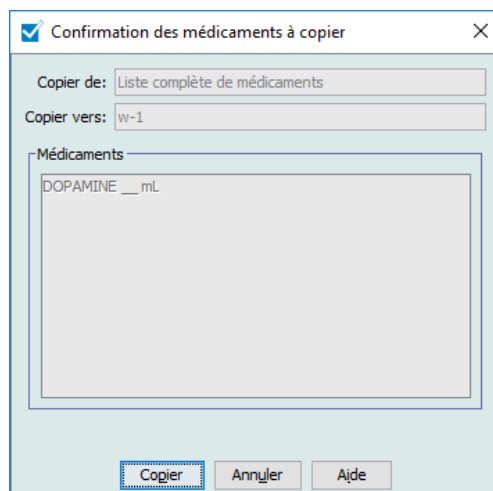 Confirmation des médicaments à copier
Copier de: Liste complète de médicaments
Copier vers: w-1
Médicaments
DOPAMINE __ mL
Copier Annuler Aide